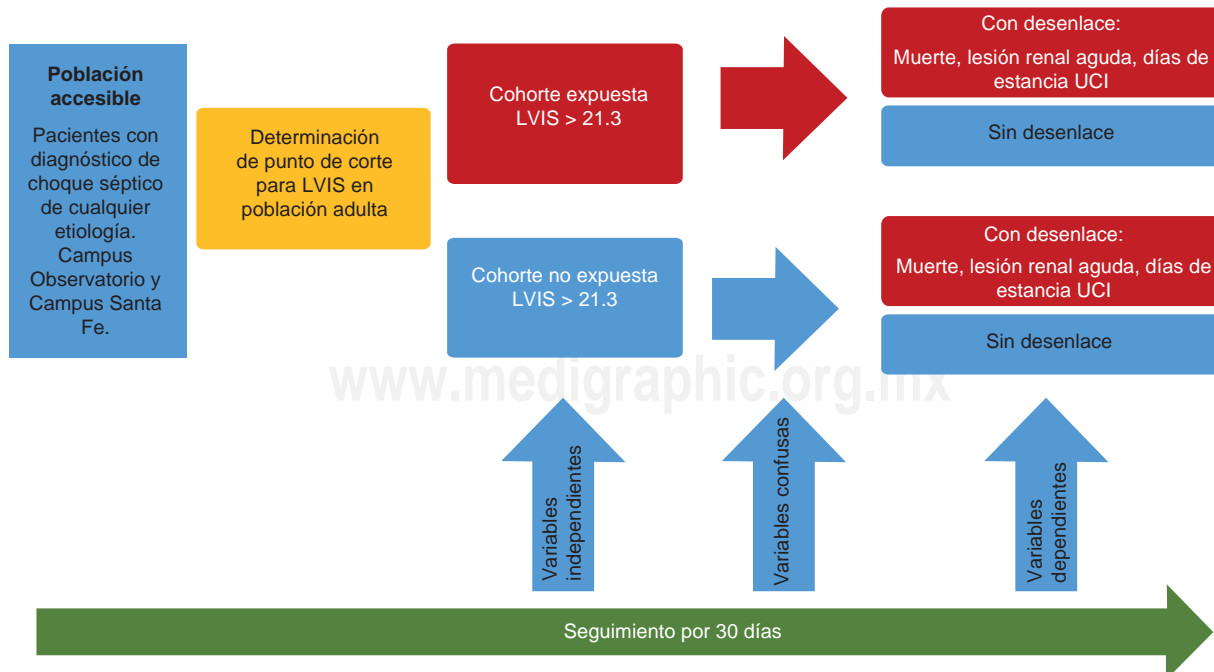 Población
accesible
Pacientes con
diagnóstico de
choque séptico
de cualquier
etiología.
Campus
Observatorio y
Campus Santa
Fe.
Determinación
de punto de corte
para LVIS en
población adulta
Cohorte expuesta
LVIS > 21.3
Con desenlace:
Muerte, lesión renal aguda, días de
estancia UCI
Sin desenlace
Cohorte no expuesta
LVIS > 21.3
Con desenlace:
Muerte, lesión renal aguda, días de
estancia UCI
Sin desenlace
www.medigraphic.org.mx
Variables
independientes
Variables confusas
Variables
dependientes
Seguimiento por 30 días